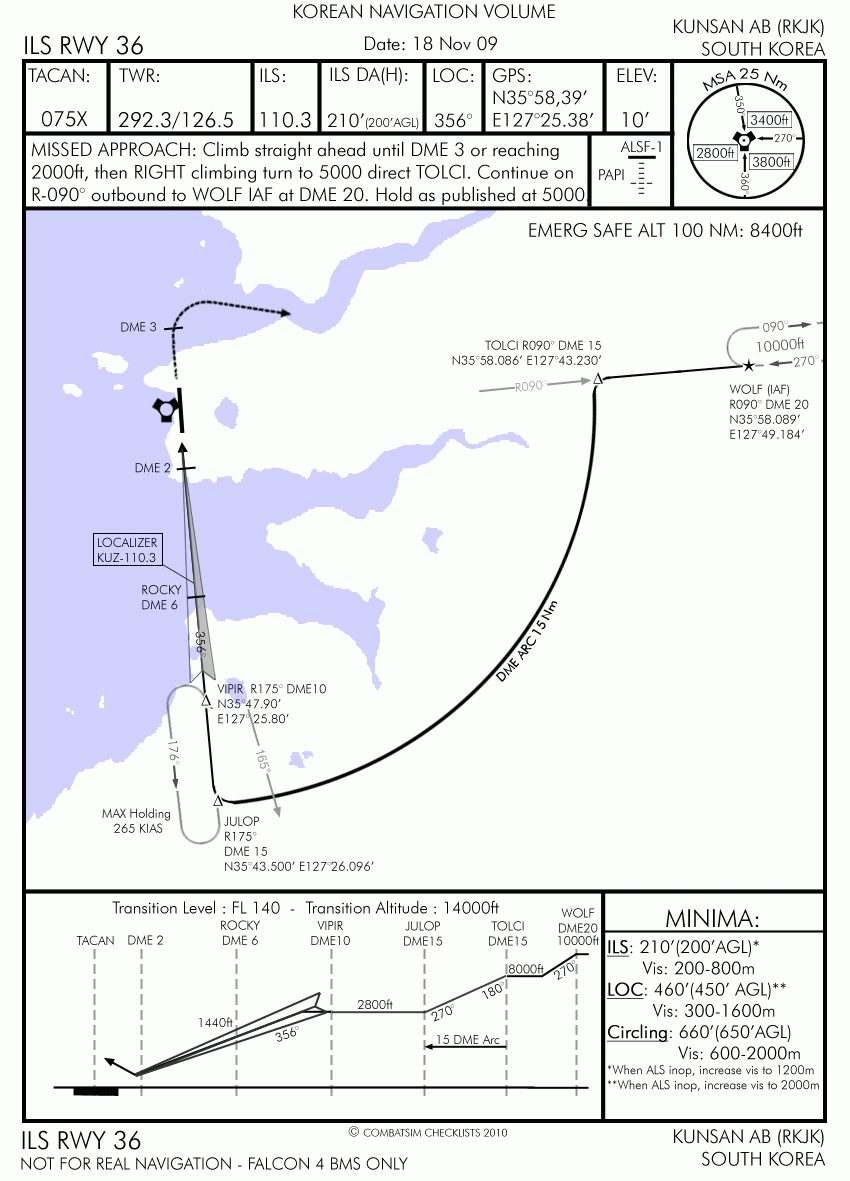 KOREAN NAVIGATION VOLUME
ILS RWY 36
Date: 18 Nov 09
KUNSAN AB (RKJK)
SOUTH KOREA
TACAN:
075X
TWR:
292.3/126.5
ILS:
110.3
ILS DA(H):
210'(200'AGL)
LOC:
356°
GPS:
N35°58,39'
E127°25.38'
ELEV:
10'
MSA 25 Nm
350°
3400ft
270°
2800ft
3800ft
360°
MISSED APPROACH: Climb straight ahead until DME 3 or reaching
2000ft, then RIGHT climbing turn to 5000 direct TOLCI. Continue on
R-090° outbound to WOLF IAF at DME 20. Hold as published at 5000.
ALSF-1
PAPI
EMERG SAFE ALT 100 NM: 8400ft
DME 3
TOLCI R090° DME 15
N35°58.086' E127°43.230'
R090°
090°
10000ft
270°
WOLF (IAF)
R090° DME 20
N35°58.089'
E127°49.184'
DME 2
LOCALIZER
KUZ-110.3
ROCKY
DME 6
356°
DME ARC 15 Nm
VIPIR R175° DME10
N35°47.90'
E127°25.80'
176°
165°
MAX Holding
265 KIAS
JULOP
R175°
DME 15
N35°43.500' E127°26.096'
Transition Level : FL 140 - Transition Altitude : 14000ft
TACAN
DME 2
ROCKY
DME 6
VIPIR
DME10
JULOP
DME15
TOLCI
DME15
WOLF
DME20
10000ft
8000ft
270°
180°
270°
2800ft
1440ft
356°
15 DME Arc
MINIMA:
ILS: 210'(200'AGL)*
Vis: 200-800m
LOC: 460'(450' AGL)**
Vis: 300-1600m
Circling: 660'(650'AGL)
Vis: 600-2000m
*When ALS inop, increase vis to 1200m
**When ALS inop, increase vis to 2000m
ILS RWY 36
© COMBATSIM CHECKLISTS 2010
KUNSAN AB (RKJK)
NOT FOR REAL NAVIGATION - FALCON 4 BMS ONLY
SOUTH KOREA